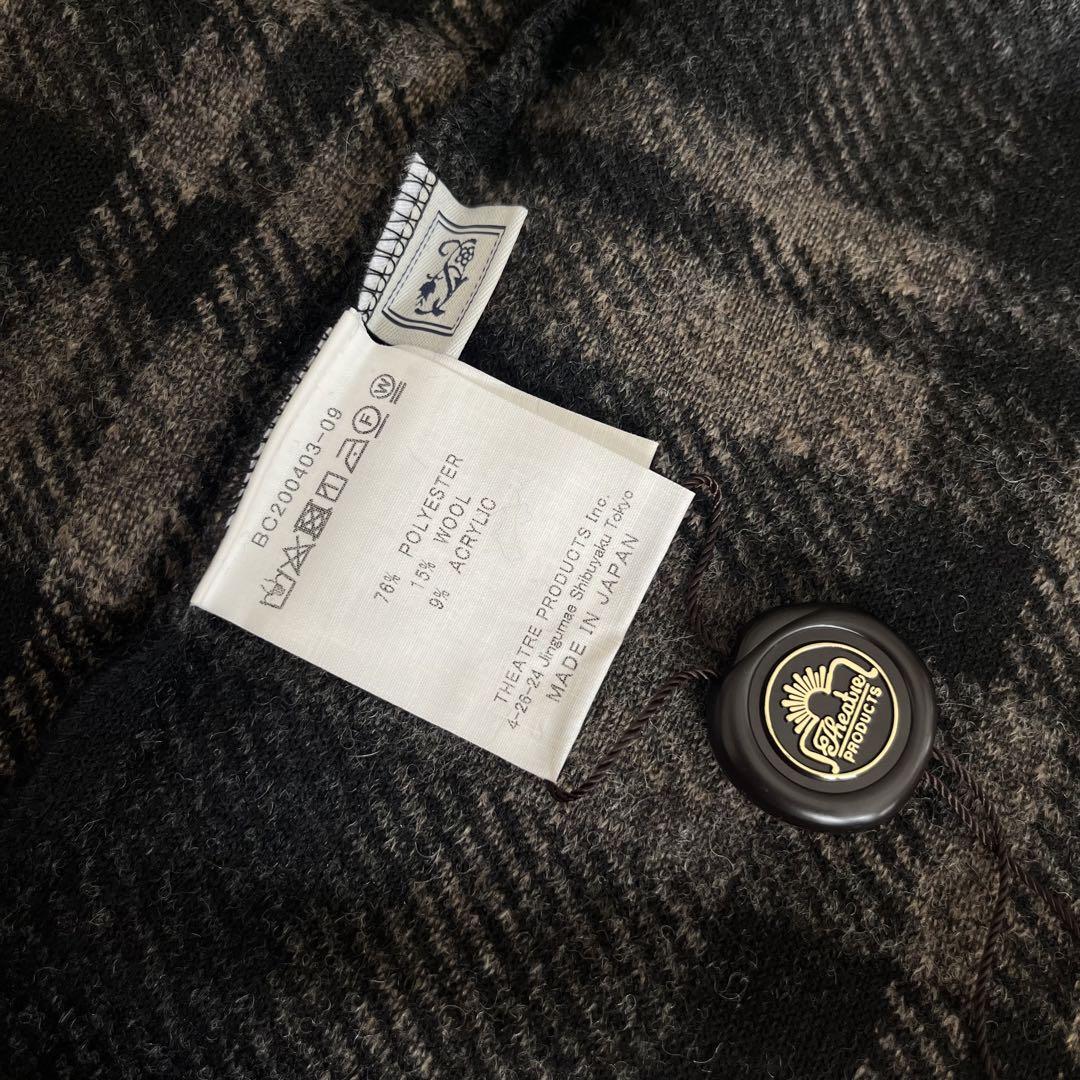 BC200403-09
W
F
76% POLYESTER
15% WOOL
9% ACRYLIC
THEATRE PRODUCTS Inc.
4-26-24 Jingumae Shibuyaku Tokyo
MADE IN JAPAN
Theatre
PRODUCTS